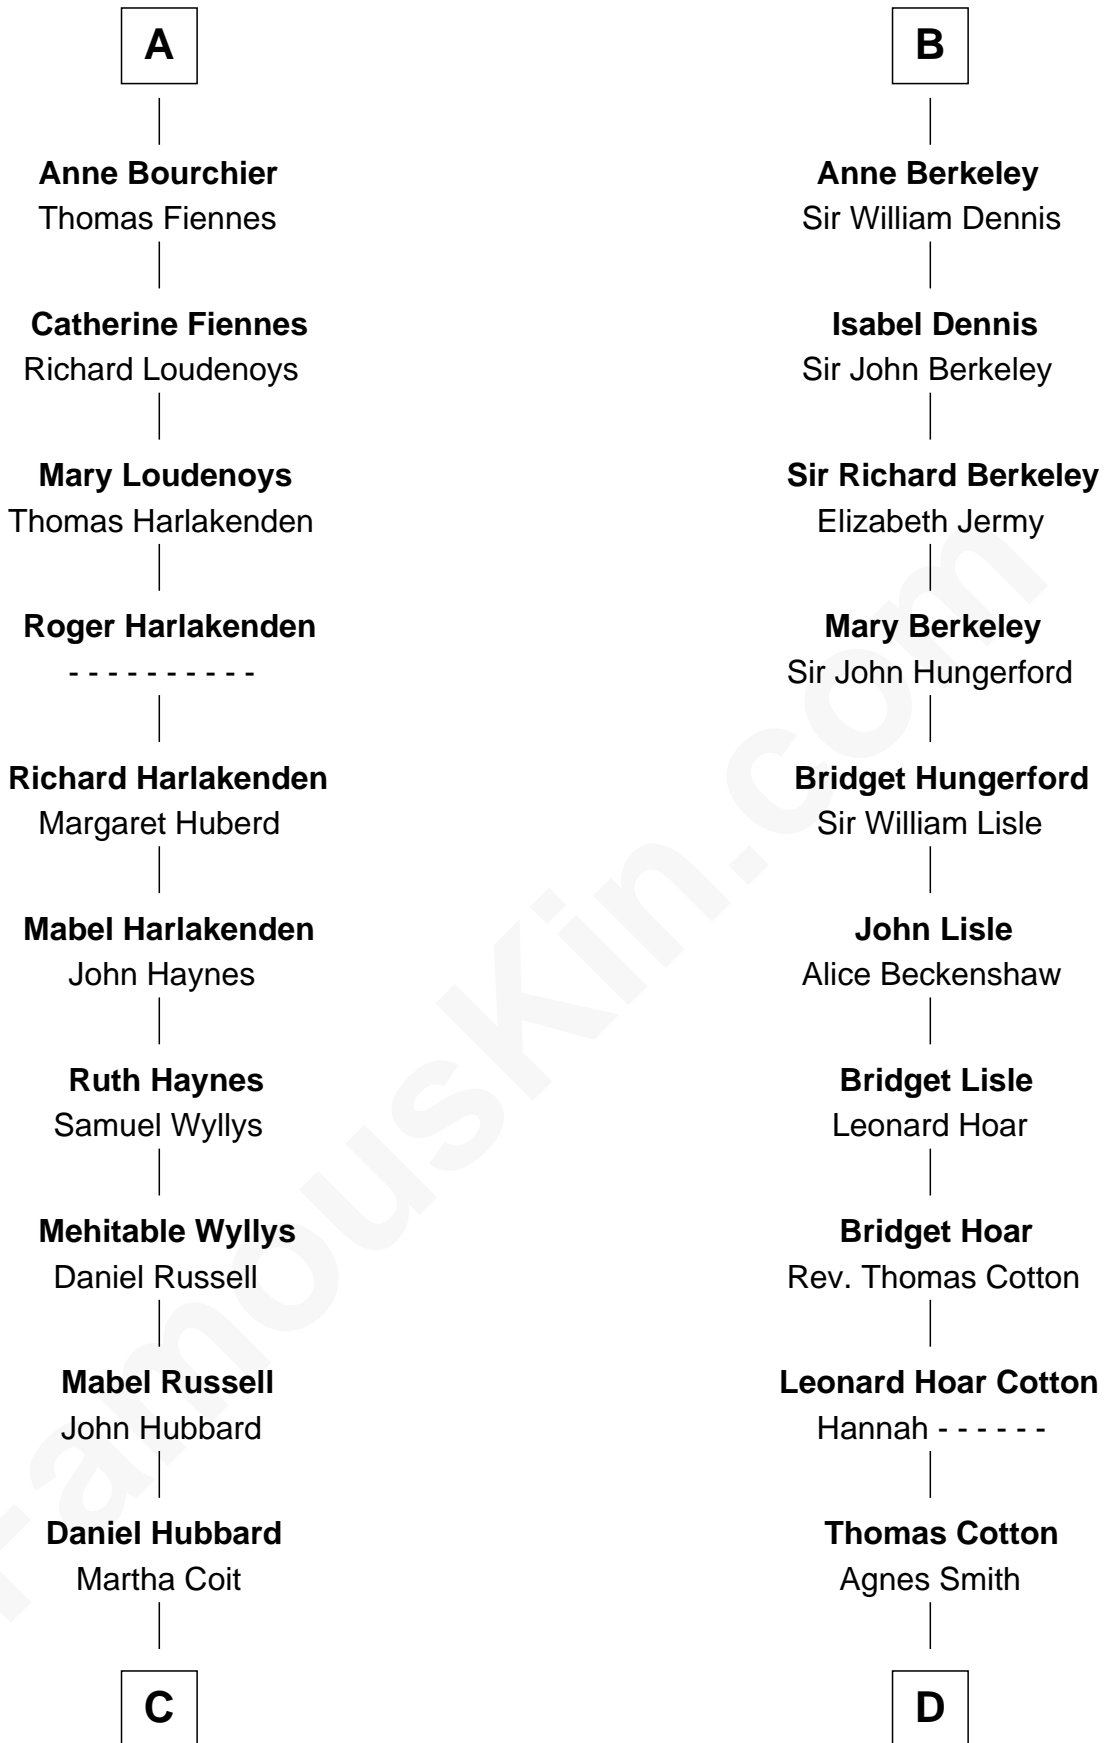 A
Anne Bourchier
Thomas Fiennes
Catherine Fiennes
Richard Loudenoys
Mary Loudenoys
Thomas Harlakenden
Roger Harlakenden
- - - - - - - - - -
Richard Harlakenden
Margaret Huberd
Mabel Harlakenden
John Haynes
Ruth Haynes
Samuel Wyllys
Mehitable Wyllys
Daniel Russell
Mabel Russell
John Hubbard
Daniel Hubbard
Martha Coit
C
B
Anne Berkeley
Sir William Dennis
Isabel Dennis
Sir John Berkeley
Sir Richard Berkeley
Elizabeth Jermy
Mary Berkeley
Sir John Hungerford
Bridget Hungerford
Sir William Lisle
John Lisle
Alice Beckenshaw
Bridget Lisle
Leonard Hoar
Bridget Hoar
Rev. Thomas Cotton
Leonard Hoar Cotton
Hannah - - - - - -
Thomas Cotton
Agnes Smith
D
FamousKin.com